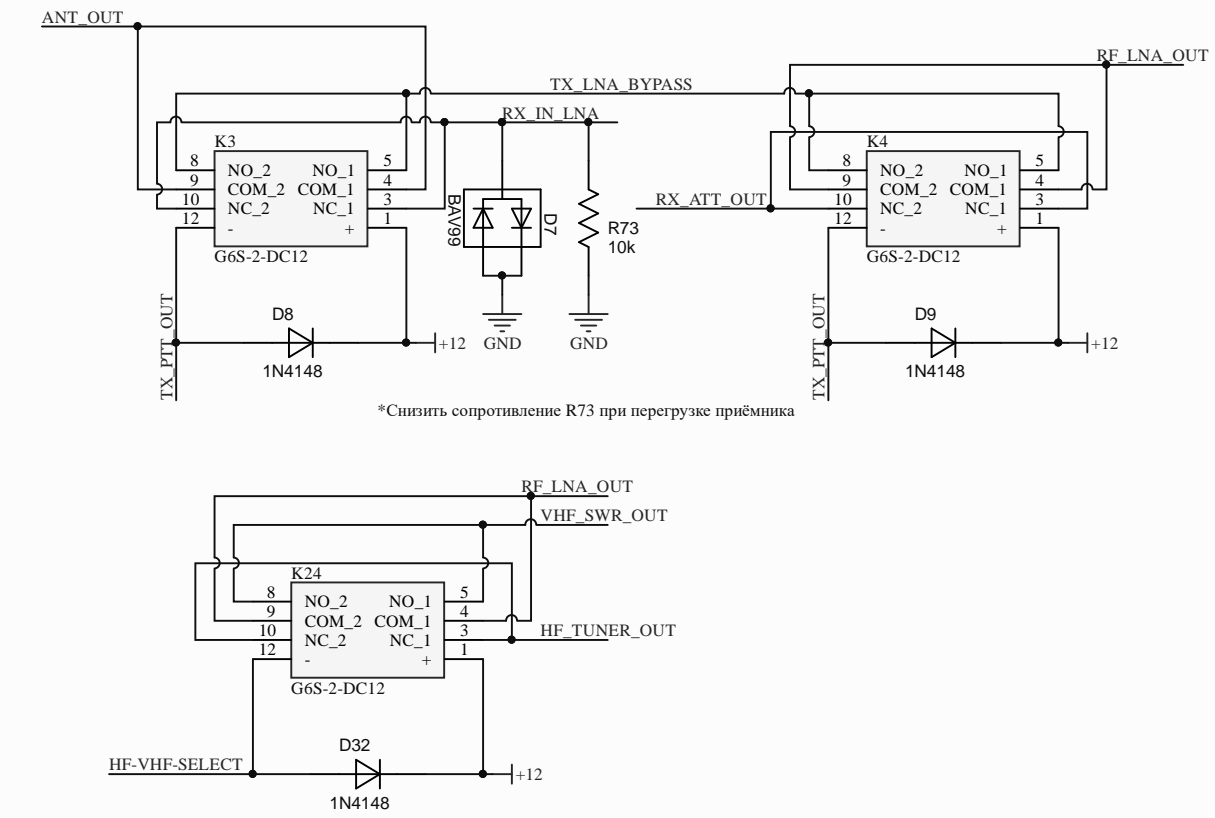 ANT_OUT
RF_LNA_OUT
TX_LNA_BYPASS
RX_IN_LNA
K3
8 NO_2 NO_1 5
9 COM_2 COM_1 4
10 NC_2 NC_1 3
12 - + 1
G6S-2-DC12
BAV99
D7
R73
10k
RX_ATT_OUT
K4
8 NO_2 NO_1 5
9 COM_2 COM_1 4
10 NC_2 NC_1 3
12 - + 1
G6S-2-DC12
TX_PTT_OUT
D8
1N4148
+12
GND
GND
TX_PTT_OUT
D9
1N4148
+12
*Снизить сопротивление R73 при перегрузке приёмника
RF_LNA_OUT
VHF_SWR_OUT
K24
8 NO_2 NO_1 5
9 COM_2 COM_1 4
10 NC_2 NC_1 3
12 - + 1
HF_TUNER_OUT
G6S-2-DC12
D32
HF-VHF-SELECT
+12
1N4148